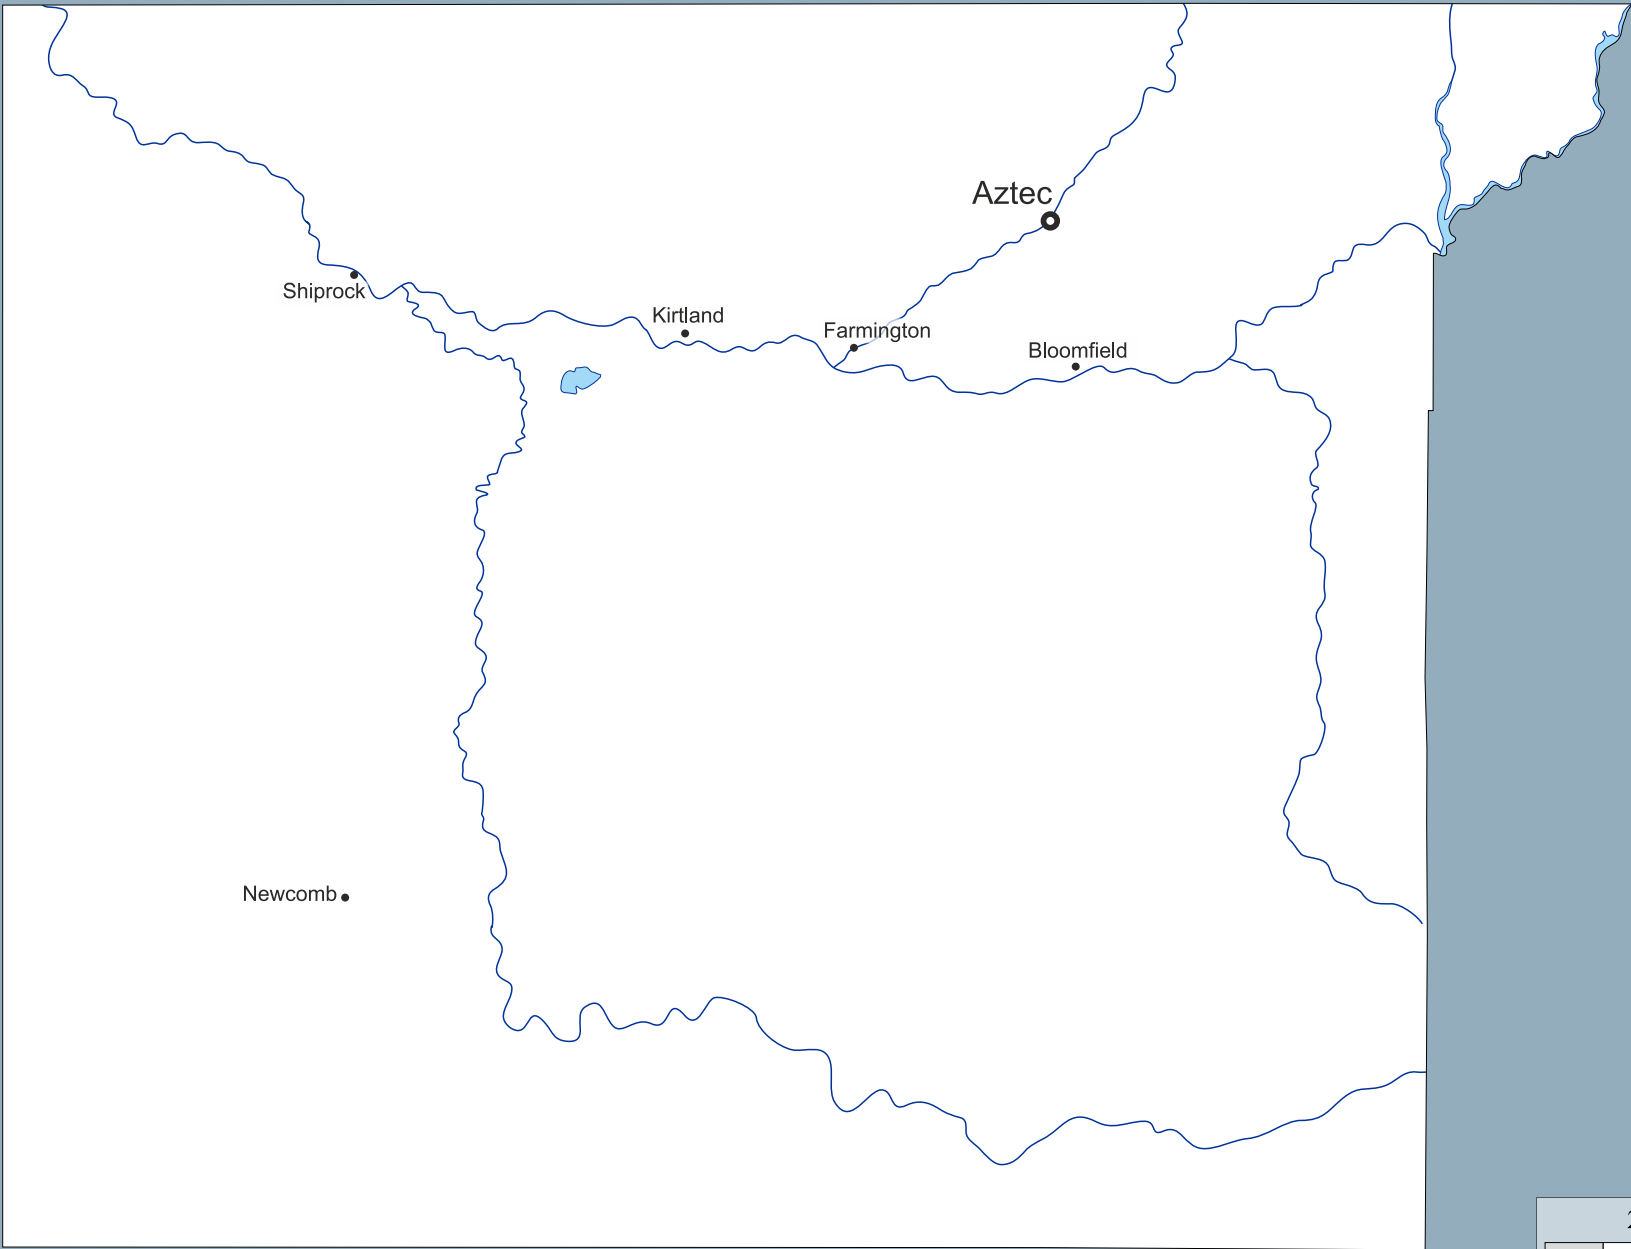 Aztec
Shiprock
Kirtland
Farmington
Bloomfield
Newcomb